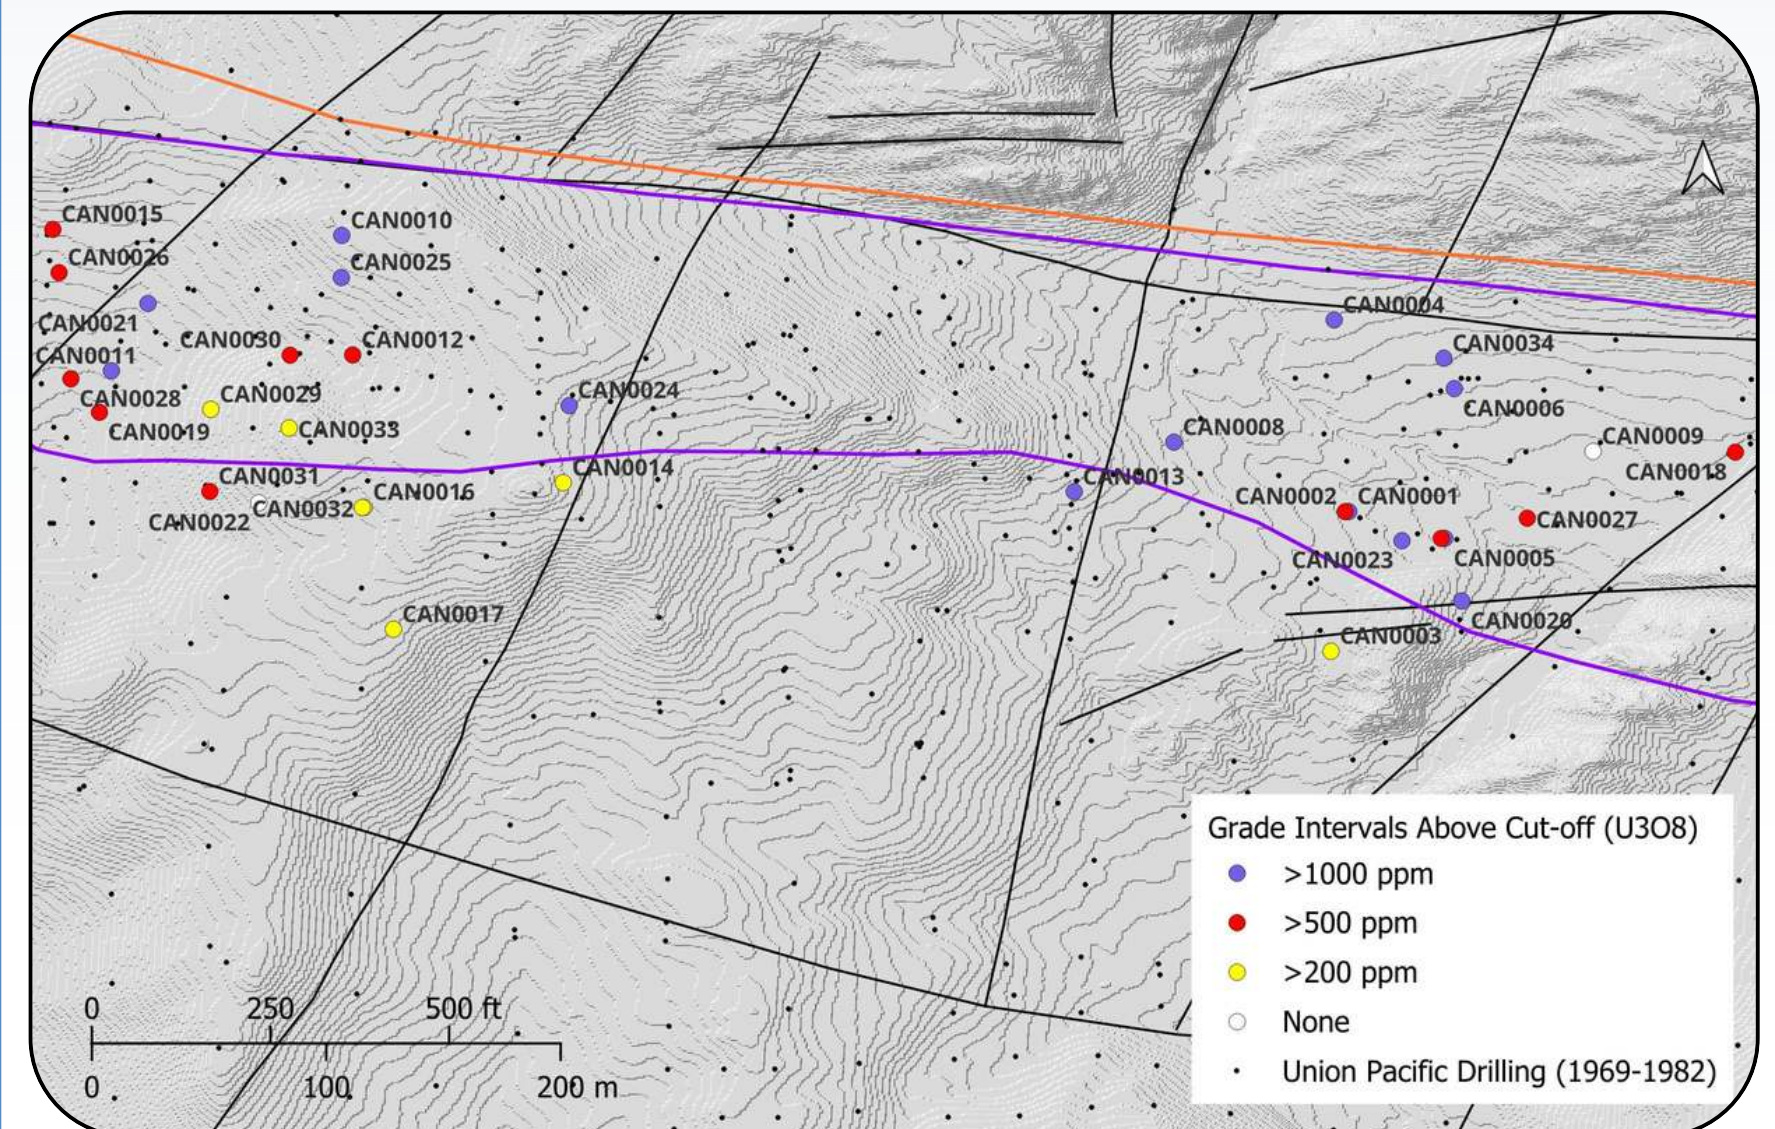 CAN0015
CAN0010
CAN0026
CAN0025
CAN0004
CAN0021
CAN0030
CAN0012
CAN0034
CAN0011
CAN0028
CAN0029
CAN0024
CAN0006
CAN0019
CAN0033
CAN0008
CAN0009
CAN0031
CAN0014
CAN0013
CAN0018
CAN0032
CAN0016
CAN0002
CAN0001
CAN0022
CAN0027
CAN0023
CAN0005
CAN0017
CAN0003
CAN0020
Grade Intervals Above Cut-off (U3O8)
>1000 ppm
>500 ppm
>200 ppm
None
Union Pacific Drilling (1969-1982)
0 250 500 ft
0 100 200 m